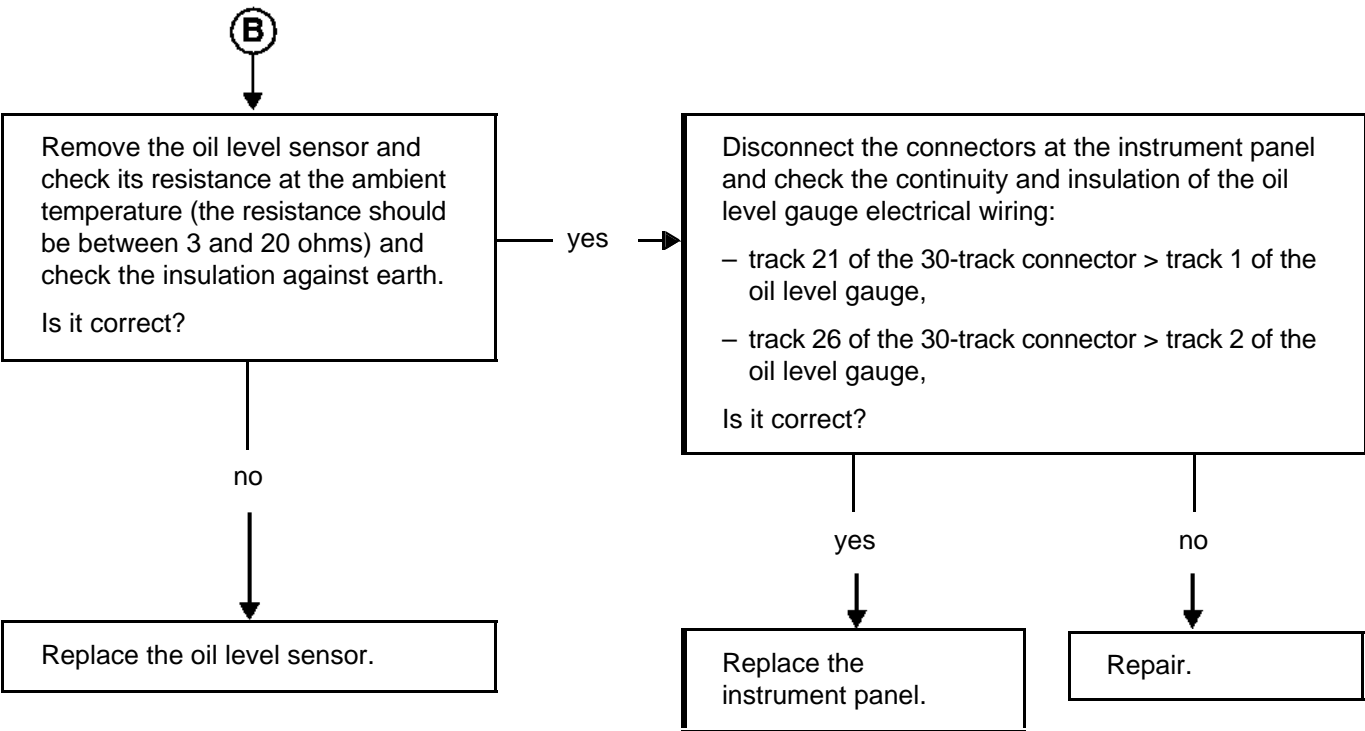 B
Remove the oil level sensor and
check its resistance at the ambient
temperature (the resistance should
be between 3 and 20 ohms) and
check the insulation against earth.
Is it correct?
yes
Disconnect the connectors at the instrument panel
and check the continuity and insulation of the oil
level gauge electrical wiring:
– track 21 of the 30-track connector > track 1 of the
oil level gauge,
– track 26 of the 30-track connector > track 2 of the
oil level gauge,
Is it correct?
no
yes
no
Replace the oil level sensor.
Replace the
instrument panel.
Repair.